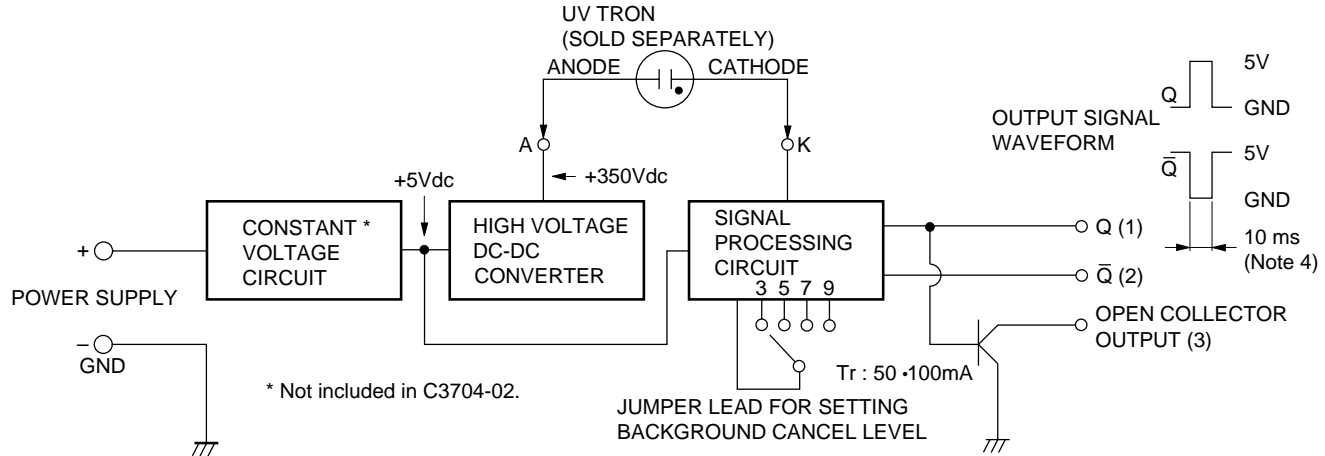 UV TRON
(SOLD SEPARATELY)
ANODE
CATHODE
A
K
+5Vdc
+350Vdc
OUTPUT SIGNAL
WAVEFORM
Q
5V
GND
Q̄
5V
GND
10 ms
(Note 4)
CONSTANT *
VOLTAGE
CIRCUIT
HIGH VOLTAGE
DC-DC
CONVERTER
SIGNAL
PROCESSING
CIRCUIT
3 5 7 9
Q (1)
Q̄ (2)
OPEN COLLECTOR
OUTPUT (3)
+
POWER SUPPLY
–
GND
* Not included in C3704-02.
Tr : 50 •100mA
JUMPER LEAD FOR SETTING
BACKGROUND CANCEL LEVEL